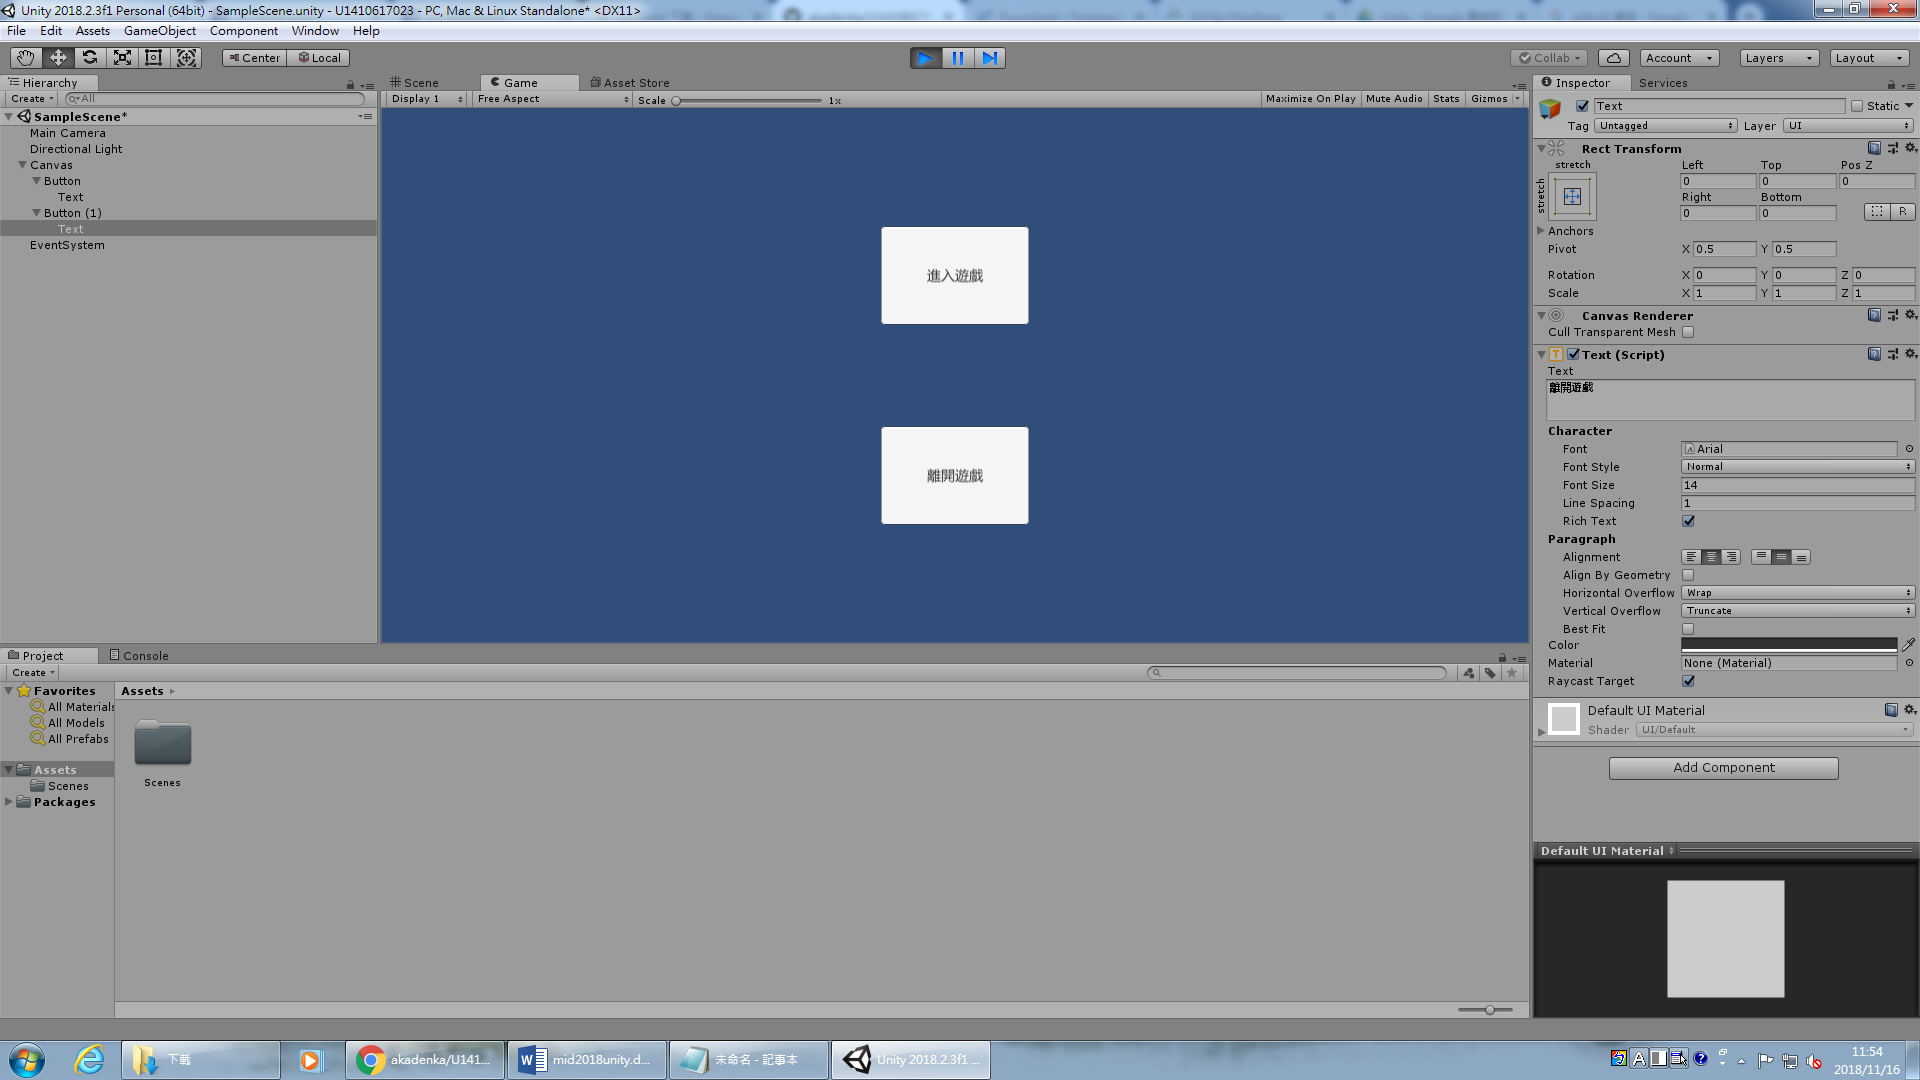 Unity 2018.2.3f1 Personal (64bit) - SampleScene.unity - U1410617023 - PC, Mac & Linux Standalone* <DX11>
File Edit Assets GameObject Component Window Help
Center Local
Collab Account Layers Layout
Hierarchy
Create All
SampleScene*
Main Camera
Directional Light
Canvas
Button
Text
Button (1)
Text
EventSystem
Scene Game Asset Store
Display 1 Free Aspect Scale 1x Maximize On Play Mute Audio Stats Gizmos
進入遊戲
離開遊戲
Inspector Services
Text Static
Tag Untagged Layer UI
Rect Transform
stretch Left Top Pos Z
stretch
0 0 0
Right Bottom
0 0 R
Anchors
Pivot X 0.5 Y 0.5
Rotation X 0 Y 0 Z 0
Scale X 1 Y 1 Z 1
Canvas Renderer
Cull Transparent Mesh
T Text (Script)
Text
離開遊戲
Character
Font Arial
Font Style Normal
Font Size 14
Line Spacing 1
Rich Text
Paragraph
Alignment
Align By Geometry
Horizontal Overflow Wrap
Vertical Overflow Truncate
Best Fit
Color
Material None (Material)
Raycast Target
Default UI Material
Shader UI/Default
Add Component
Default UI Material
Project Console
Create
Favorites
All Materials
All Models
All Prefabs
Assets
Scenes
Packages
Assets
Scenes
下載
akadenka/U141...
mid2018unity.d...
未命名 - 記事本
Unity 2018.2.3f1 ...
A
11:54
2018/11/16